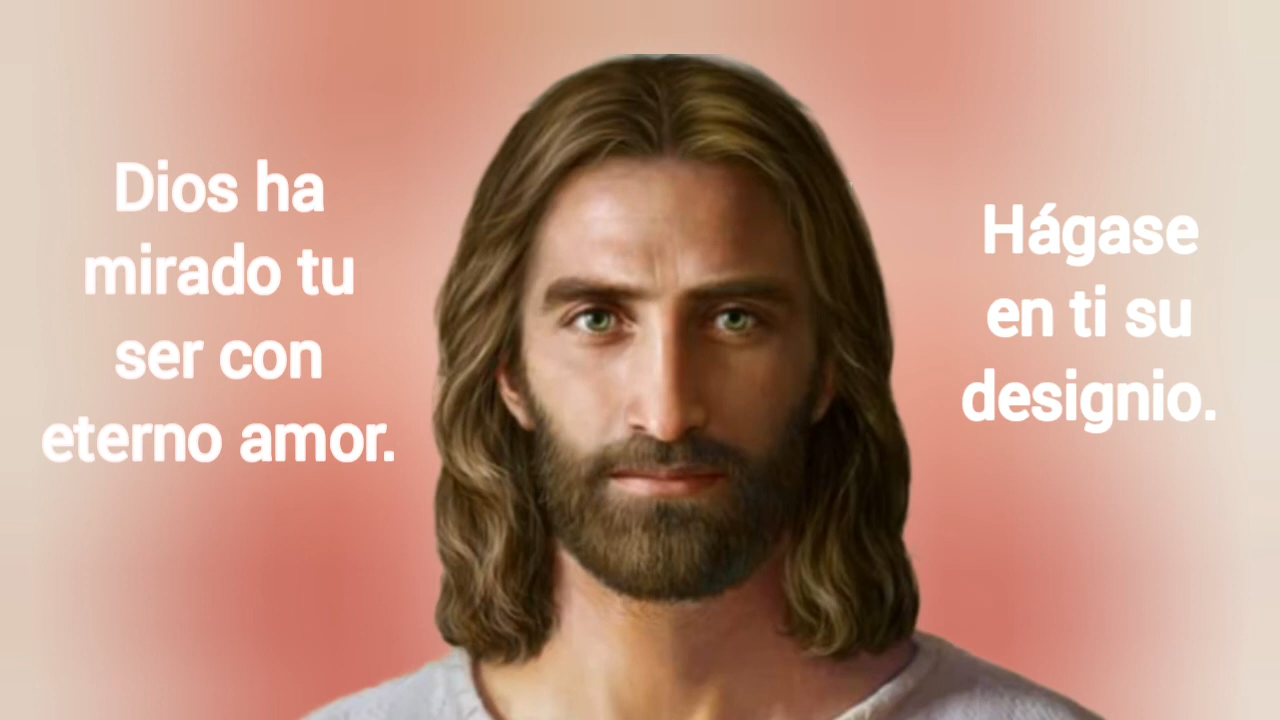 Dios ha
mirado tu
ser con
eterno amor.
Hágase
en ti su
designio.